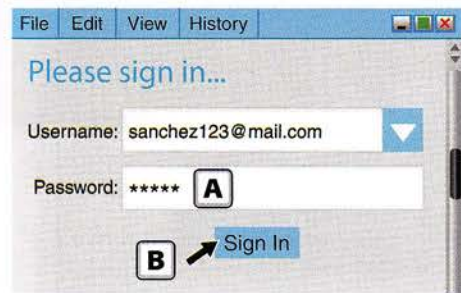 File Edit View History
Please sign in...
Username: sanchez123@mail.com
Password: ***** A
B Sign In